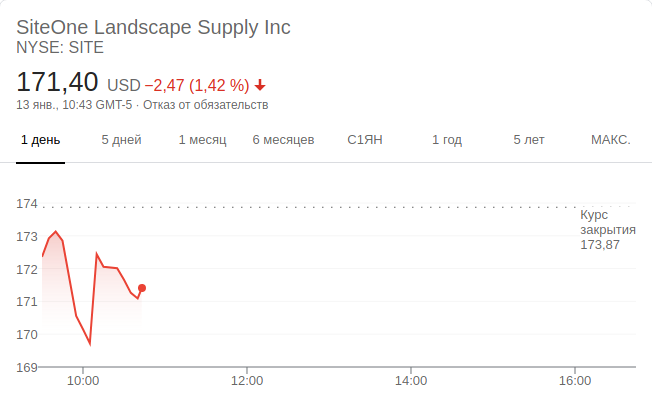 SiteOne Landscape Supply Inc
NYSE: SITE
171,40 USD −2,47 (1,42 %)
13 янв., 10:43 GMT-5 · Отказ от обязательств
1 день 5 дней 1 месяц 6 месяцев С1ЯН 1 год 5 лет МАКС.
174
Курс
закрытия
173,87
173
172
171
170
169
10:00 12:00 14:00 16:00